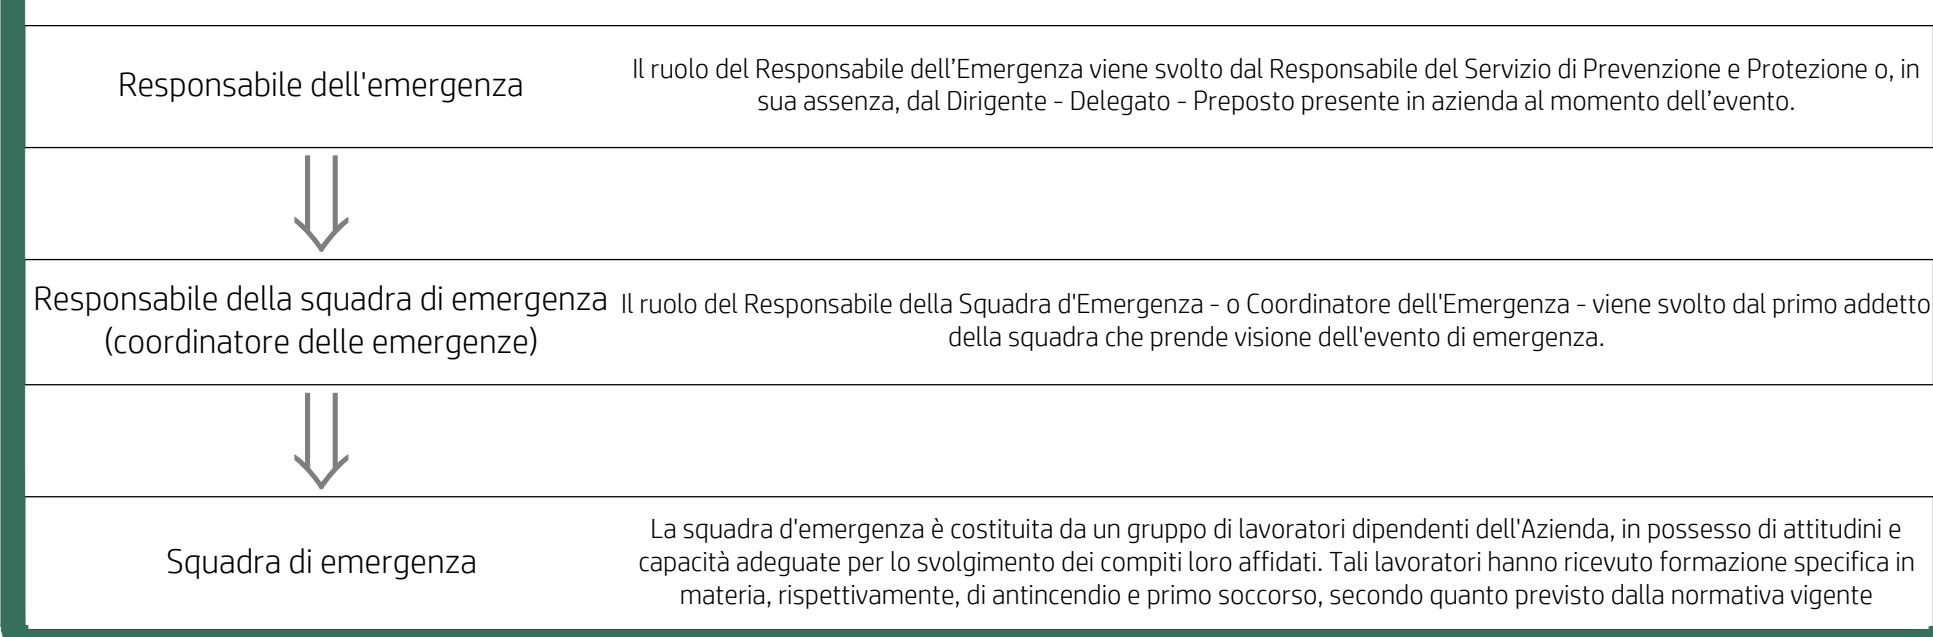 Responsabile dell'emergenza
Il ruolo del Responsabile dell’Emergenza viene svolto dal Responsabile del Servizio di Prevenzione e Protezione o, in
sua assenza, dal Dirigente - Delegato - Preposto presente in azienda al momento dell’evento.
Responsabile della squadra di emergenza
(coordinatore delle emergenze)
Il ruolo del Responsabile della Squadra d'Emergenza - o Coordinatore dell'Emergenza - viene svolto dal primo addetto
della squadra che prende visione dell'evento di emergenza.
Squadra di emergenza
La squadra d'emergenza è costituita da un gruppo di lavoratori dipendenti dell'Azienda, in possesso di attitudini e
capacità adeguate per lo svolgimento dei compiti loro affidati. Tali lavoratori hanno ricevuto formazione specifica in
materia, rispettivamente, di antincendio e primo soccorso, secondo quanto previsto dalla normativa vigente